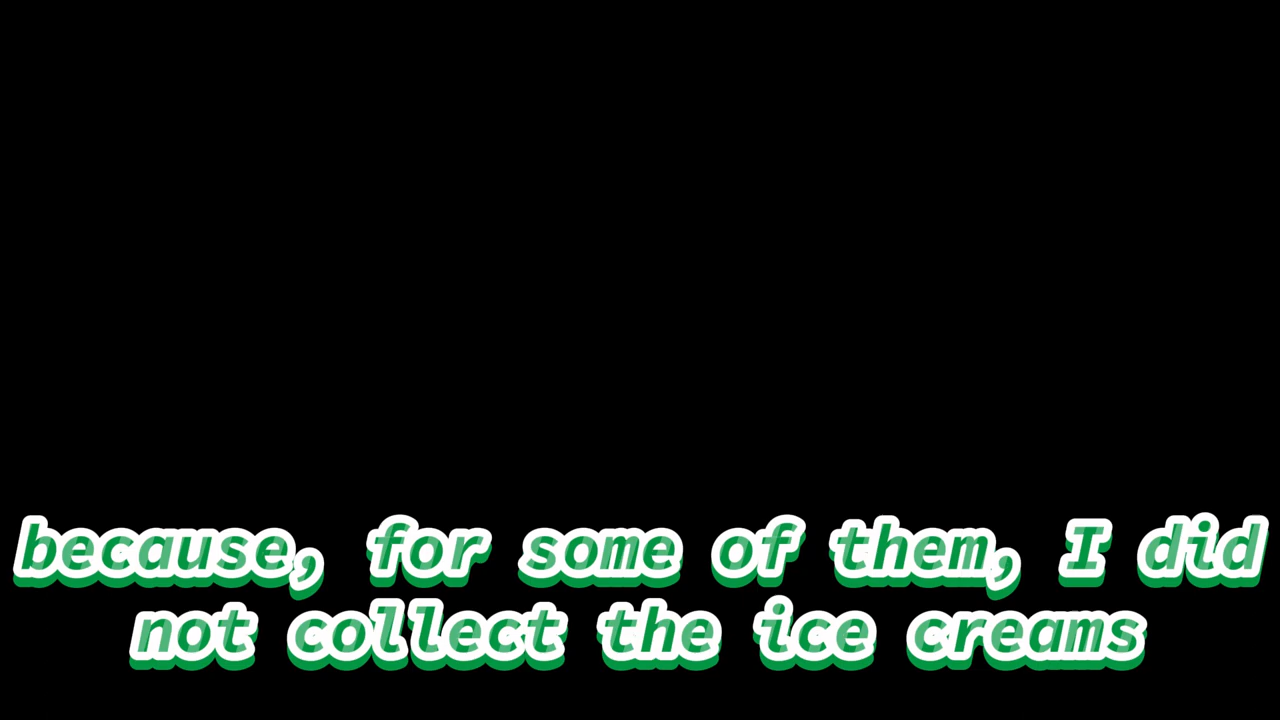 because, for some of them, I did
not collect the ice creams